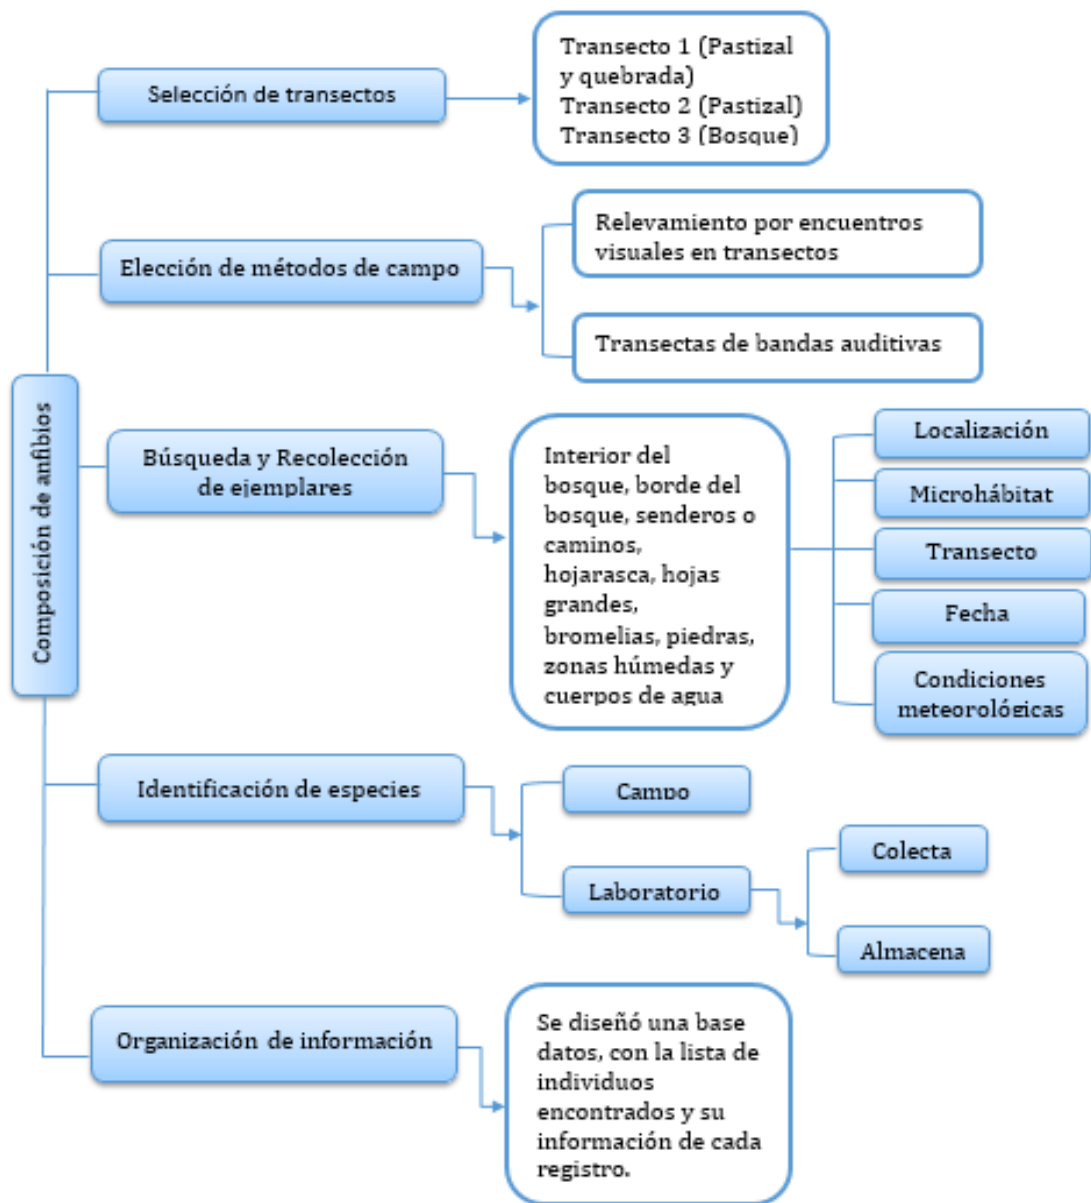 Composición de anfibios
Selección de transectos
Transecto 1 (Pastizal
y quebrada)
Transecto 2 (Pastizal)
Transecto 3 (Bosque)
Elección de métodos de campo
Relevamiento por encuentros
visuales en transectos
Transectas de bandas auditivas
Búsqueda y Recolección
de ejemplares
Interior del
bosque, borde del
bosque, senderos o
caminos,
hojarasca, hojas
grandes,
bromelias, piedras,
zonas húmedas y
cuerpos de agua
Localización
Microhábitat
Transecto
Fecha
Condiciones
meteorológicas
Identificación de especies
Campo
Laboratorio
Colecta
Almacena
Organización de información
Se diseñó una base
datos, con la lista de
individuos
encontrados y su
información de cada
registro.